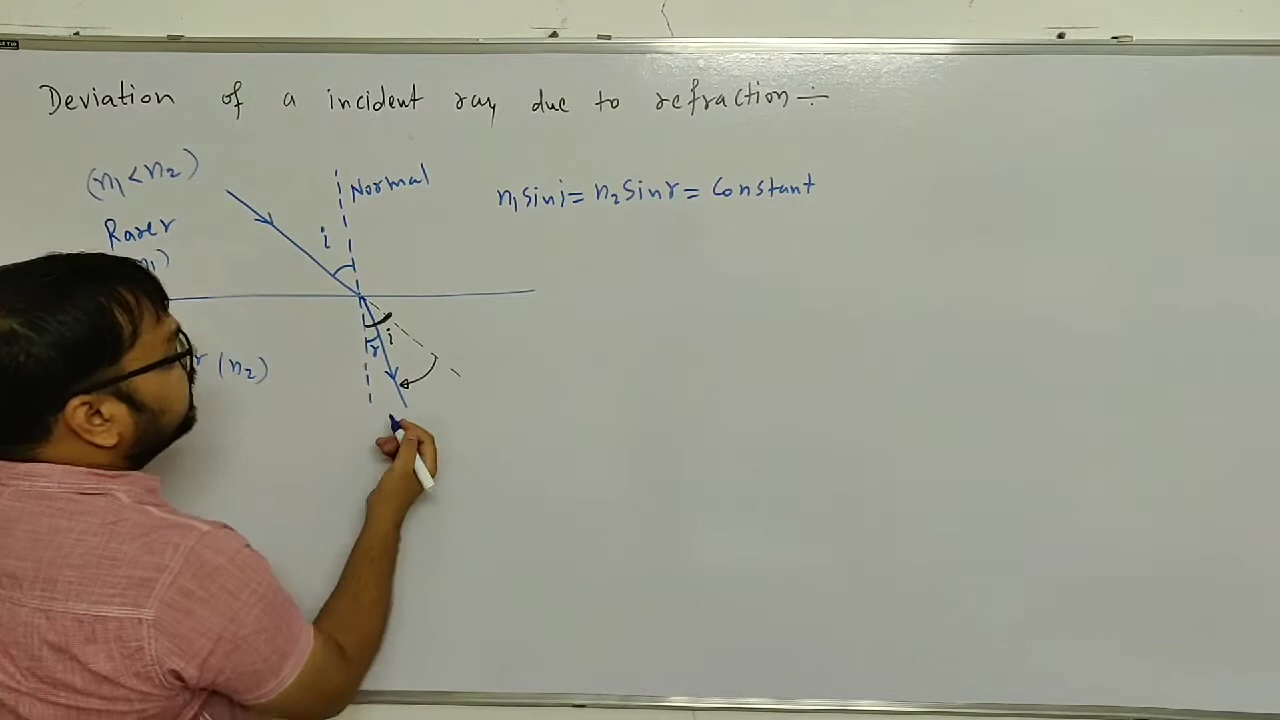 Deviation of a incident ray due to refraction :-
(n1 < n2)
Normal
n1 sin i = n2 sin r = Constant
Rarer
i
i
r
(n2)